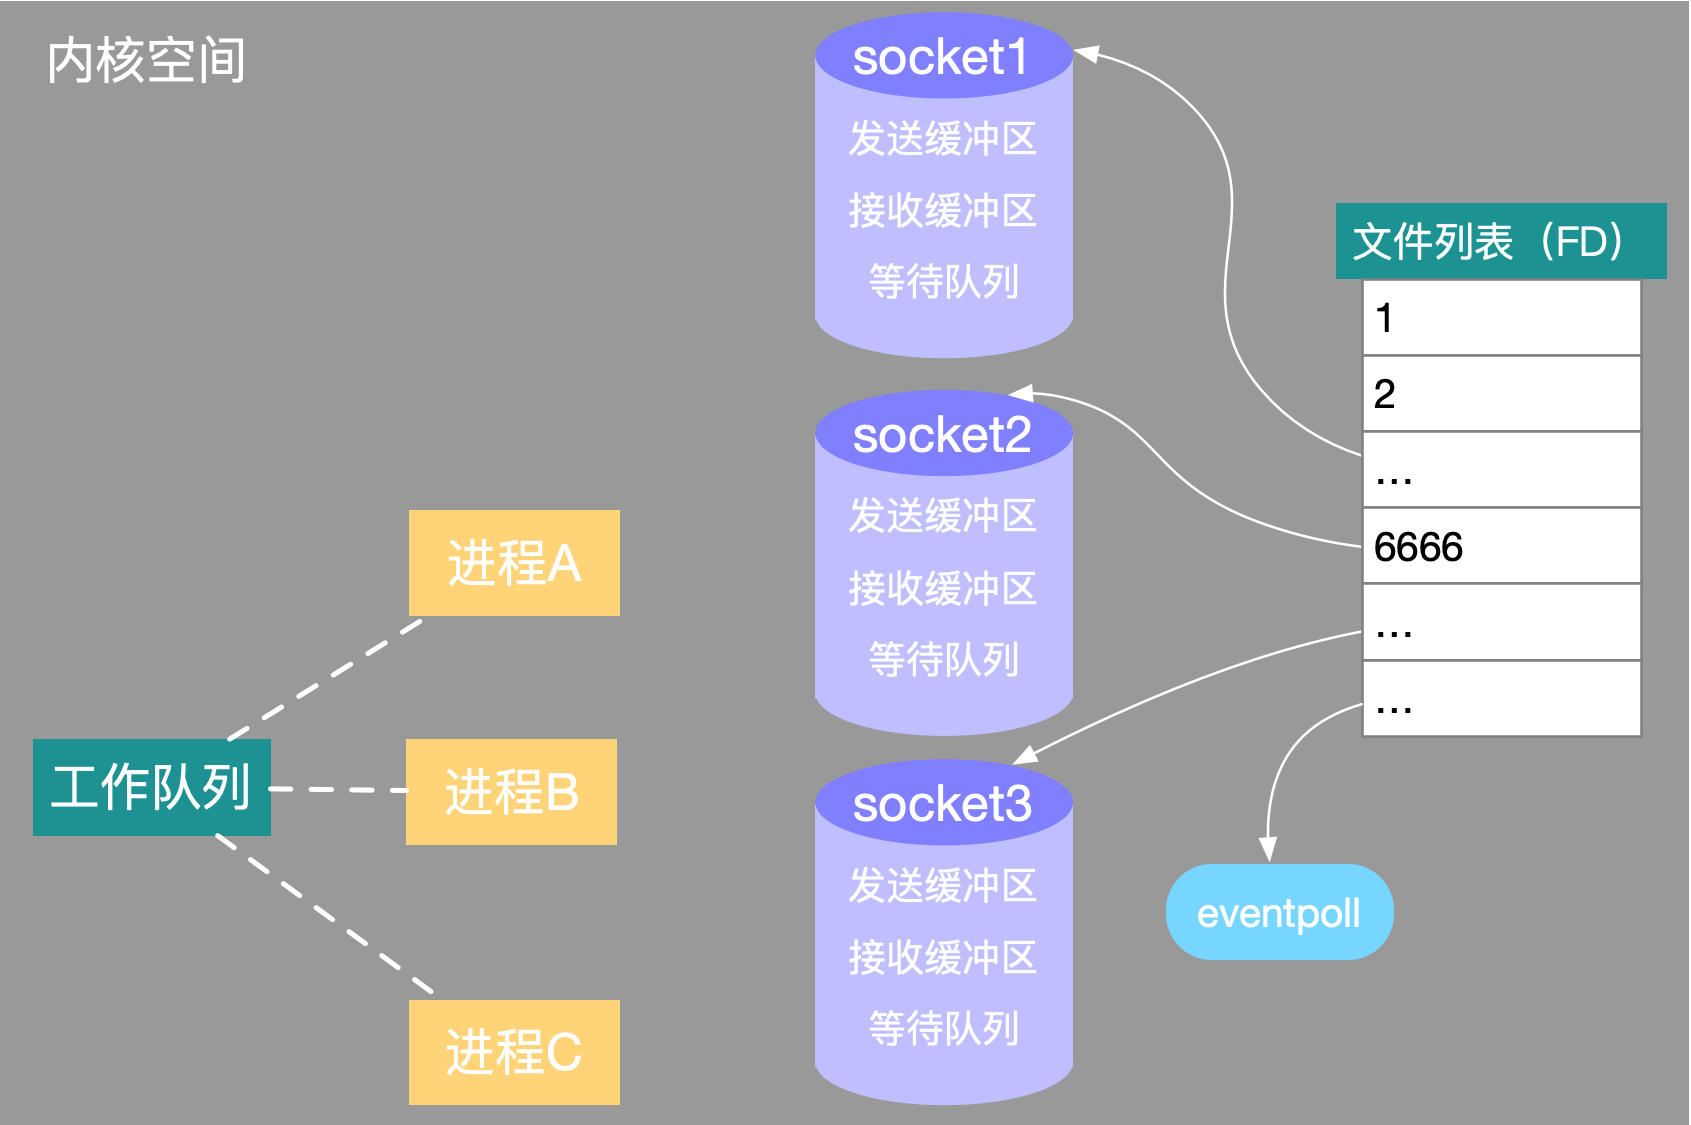 内核空间
socket1
发送缓冲区
接收缓冲区
等待队列
socket2
发送缓冲区
接收缓冲区
等待队列
socket3
发送缓冲区
接收缓冲区
等待队列
文件列表（FD）
1
2
...
6666
...
...
eventpoll
工作队列
进程A
进程B
进程C